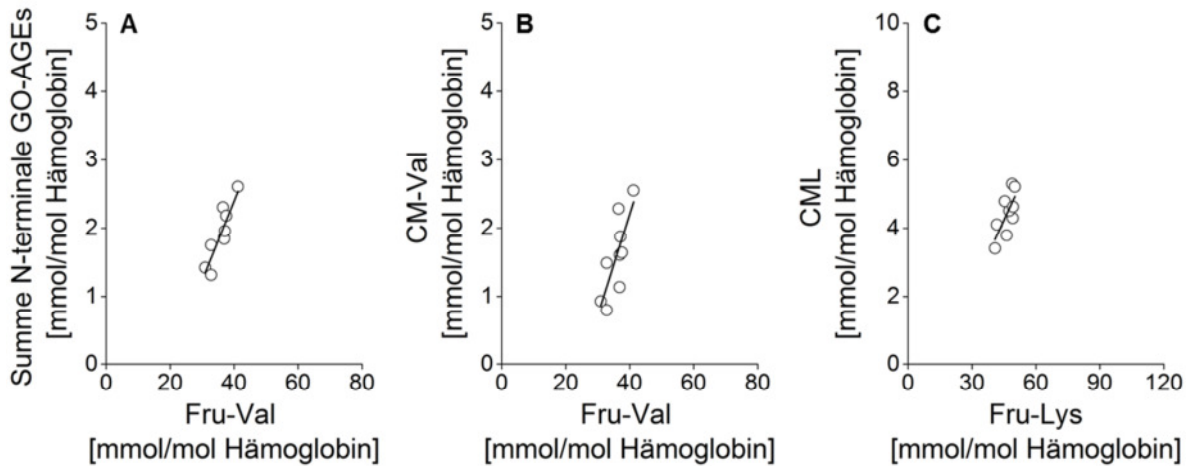 A
Summe N-terminale GO-AGEs
[mmol/mol Hämoglobin]
5
4
3
2
1
0
0 20 40 60 80
Fru-Val
[mmol/mol Hämoglobin]
B
CM-Val
[mmol/mol Hämoglobin]
5
4
3
2
1
0
0 20 40 60 80
Fru-Val
[mmol/mol Hämoglobin]
C
CML
[mmol/mol Hämoglobin]
10
8
6
4
2
0
0 30 60 90 120
Fru-Lys
[mmol/mol Hämoglobin]